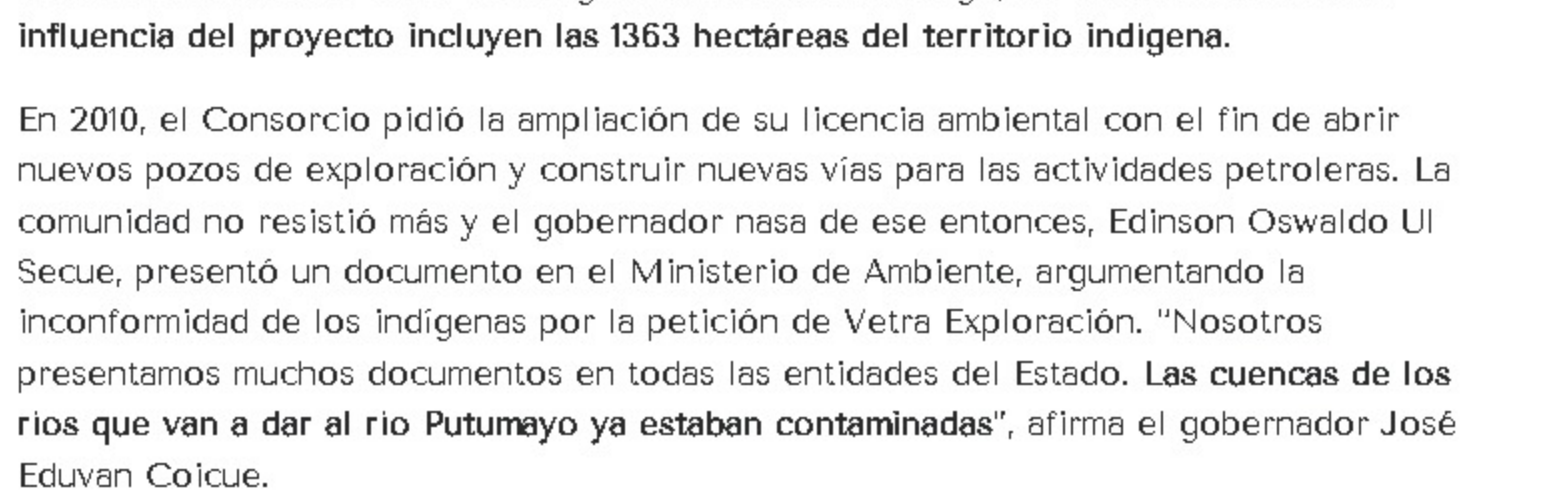 influencia del proyecto incluyen las 1363 hectáreas del territorio indigena.
En 2010, el Consorcio pidió la ampliación de su licencia ambiental con el fin de abrir
nuevos pozos de exploración y construir nuevas vías para las actividades petroleras. La
comunidad no resistió más y el gobernador nasa de ese entonces, Edinson Oswaldo Ul
Secue, presentó un documento en el Ministerio de Ambiente, argumentando la
inconformidad de los indígenas por la petición de Vetra Exploración. "Nosotros
presentamos muchos documentos en todas las entidades del Estado. Las cuencas de los
rios que van a dar al rio Putumayo ya estaban contaminadas", afirma el gobernador José
Eduvan Coicue.